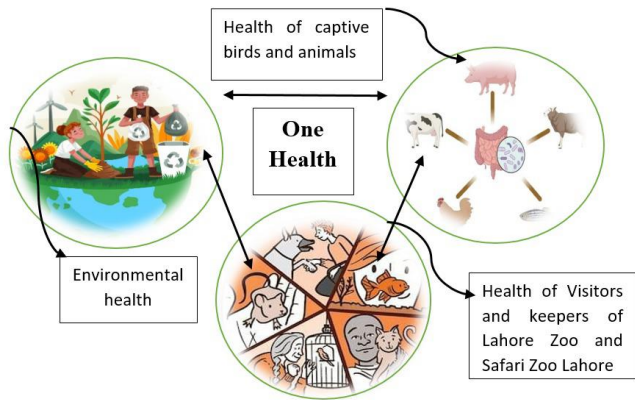 Health of captive
birds and animals
One
Health
Environmental
health
Health of Visitors
and keepers of
Lahore Zoo and
Safari Zoo Lahore